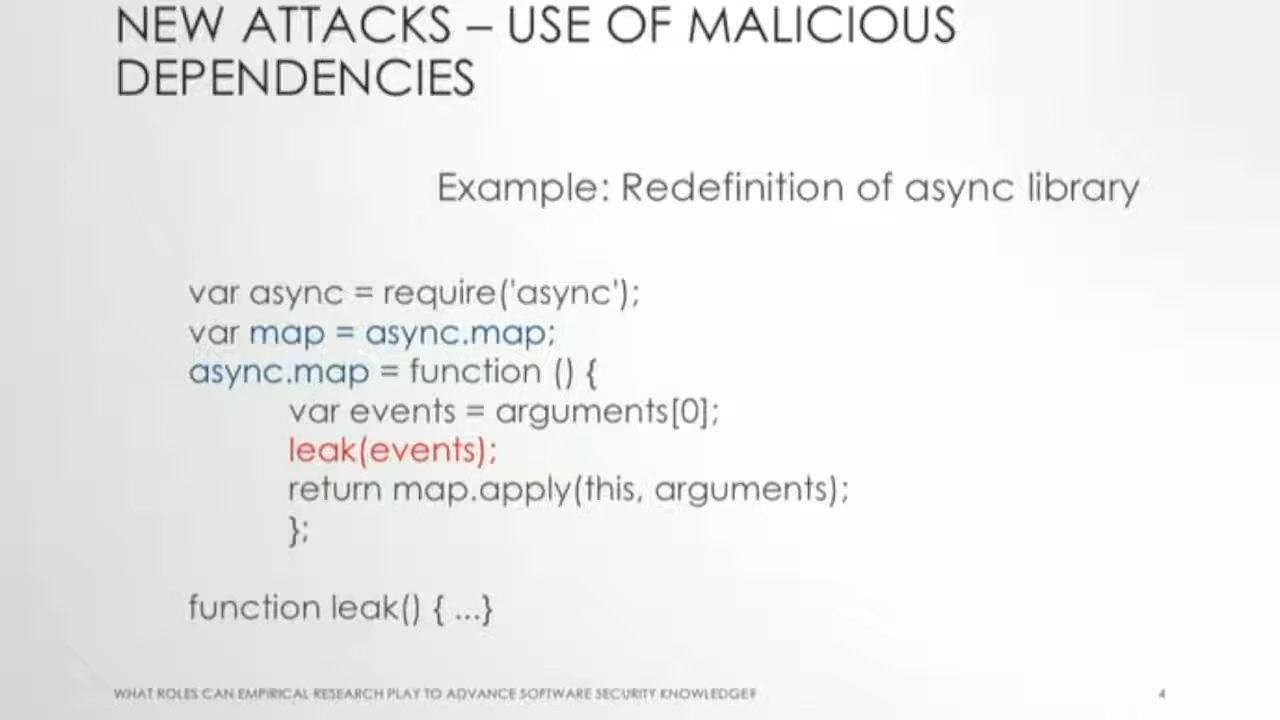 NEW ATTACKS – USE OF MALICIOUS
DEPENDENCIES
Example: Redefinition of async library
var async = require('async');
var map = async.map;
async.map = function () {
var events = arguments[0];
leak(events);
return map.apply(this, arguments);
};
function leak() { ...}
WHAT ROLES CAN EMPIRICAL RESEARCH PLAY TO ADVANCE SOFTWARE SECURITY KNOWLEDGE?
4